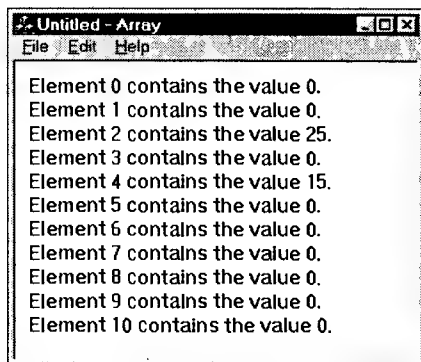 Untitled - Array
File Edit Help
Element 0 contains the value 0.
Element 1 contains the value 0.
Element 2 contains the value 25.
Element 3 contains the value 0.
Element 4 contains the value 15.
Element 5 contains the value 0.
Element 6 contains the value 0.
Element 7 contains the value 0.
Element 8 contains the value 0.
Element 9 contains the value 0.
Element 10 contains the value 0.